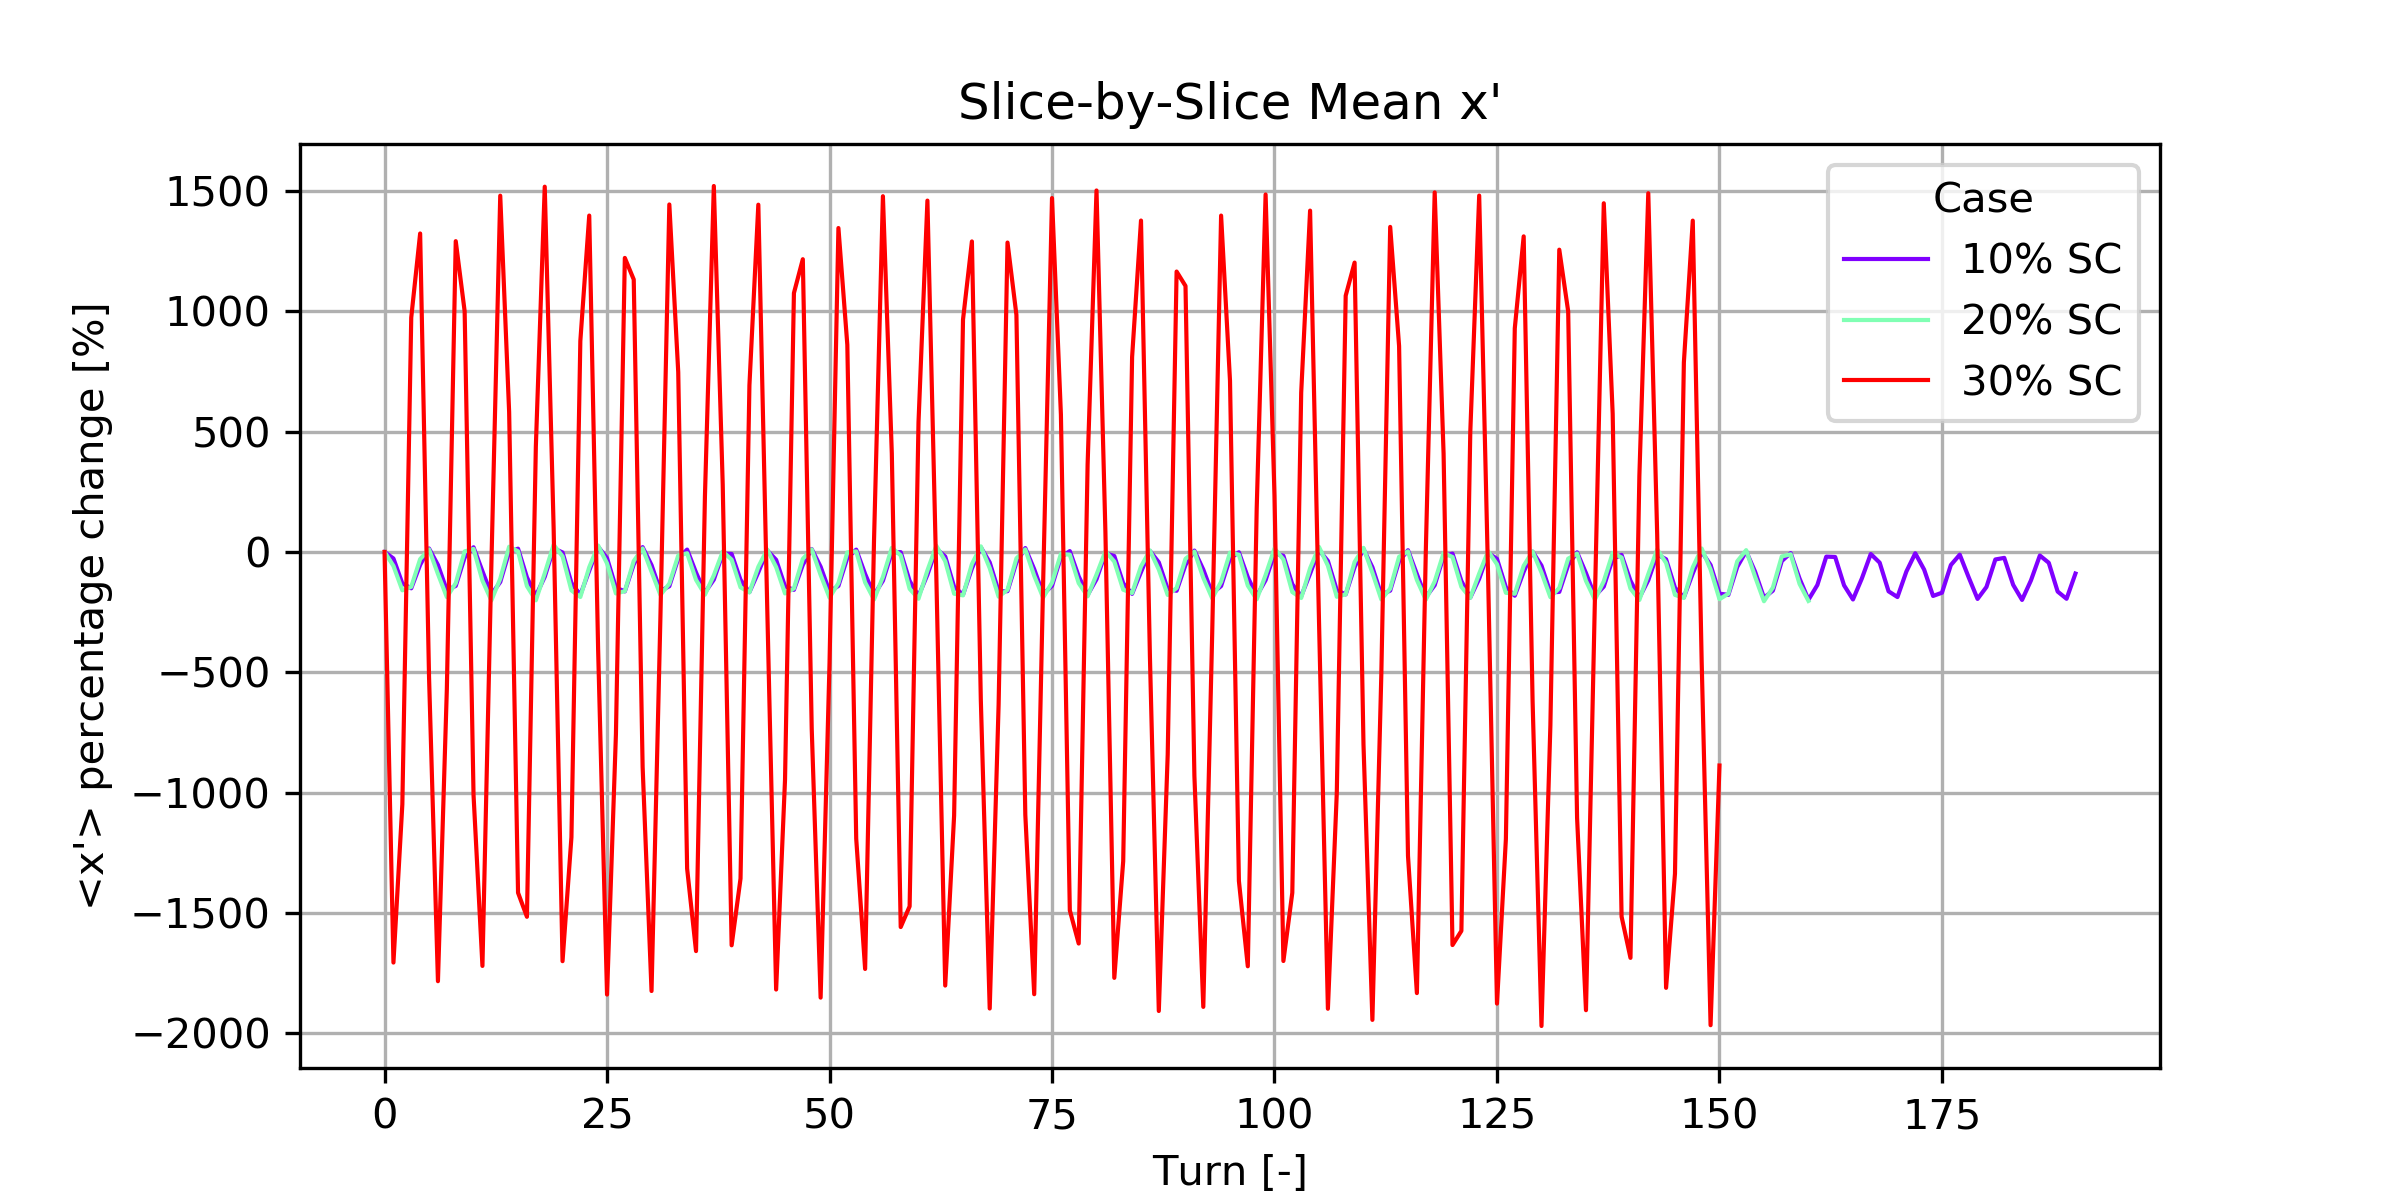 Slice-by-Slice Mean x'
<x'> percentage change [%]
1500
1000
500
0
−500
−1000
−1500
−2000
Case
10% SC
20% SC
30% SC
0 25 50 75 100 125 150 175
Turn [-]